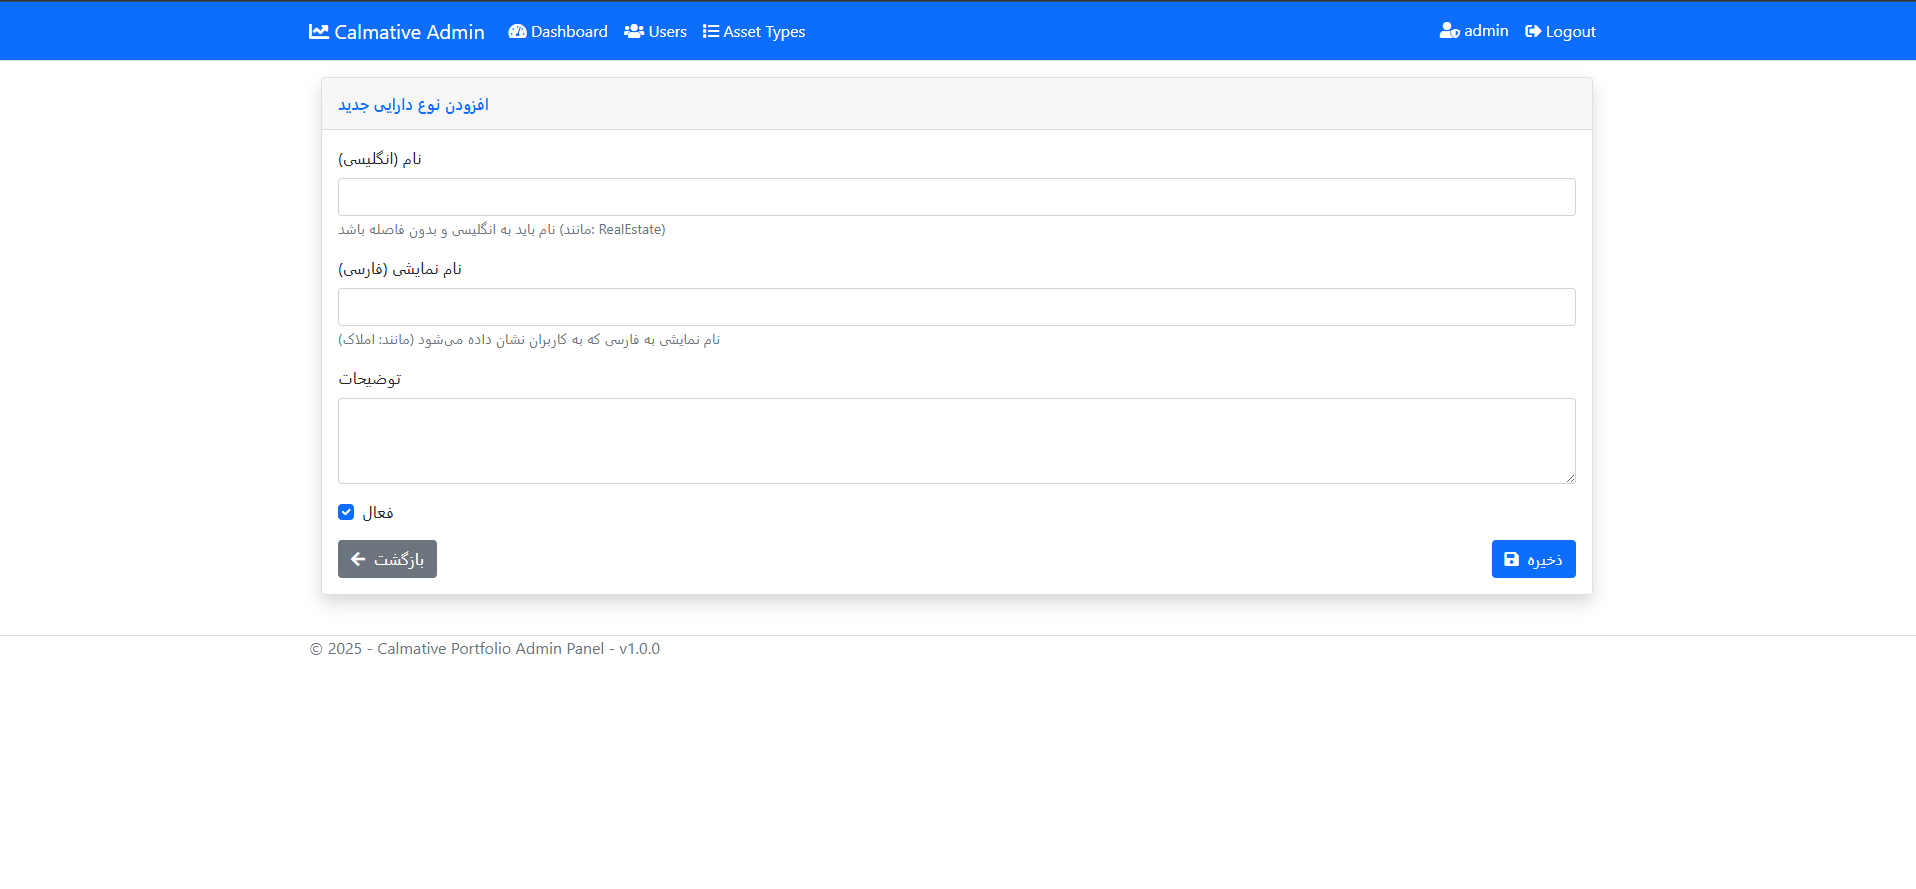 Calmative Admin Dashboard Users Asset Types admin Logout
افزودن نوع دارایی جدید
نام (انگلیسی)
نام باید به انگلیسی و بدون فاصله باشد (مانند: RealEstate)
نام نمایشی (فارسی)
نام نمایشی به فارسی که به کاربران نشان داده می‌شود (مانند: املاک)
توضیحات
فعال
بازگشت ذخیره
© 2025 - Calmative Portfolio Admin Panel - v1.0.0